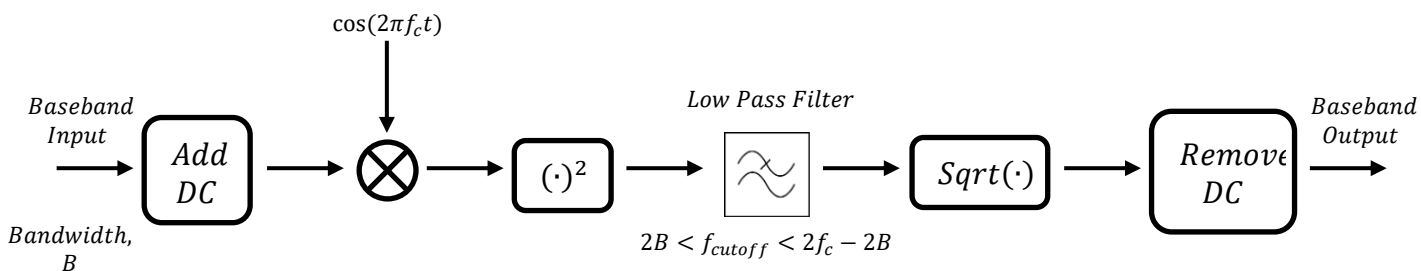 cos(2πf_c t)
Baseband
Input
Low Pass Filter
Baseband
Output
Add
DC
(·)²
Sqrt(·)
Remove
DC
Bandwidth,
B
2B < f_cutoff < 2f_c − 2B